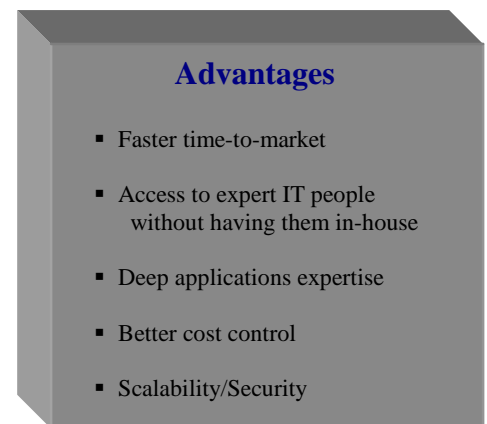 Advantages
▪ Faster time-to-market
▪ Access to expert IT people
without having them in-house
▪ Deep applications expertise
▪ Better cost control
▪ Scalability/Security